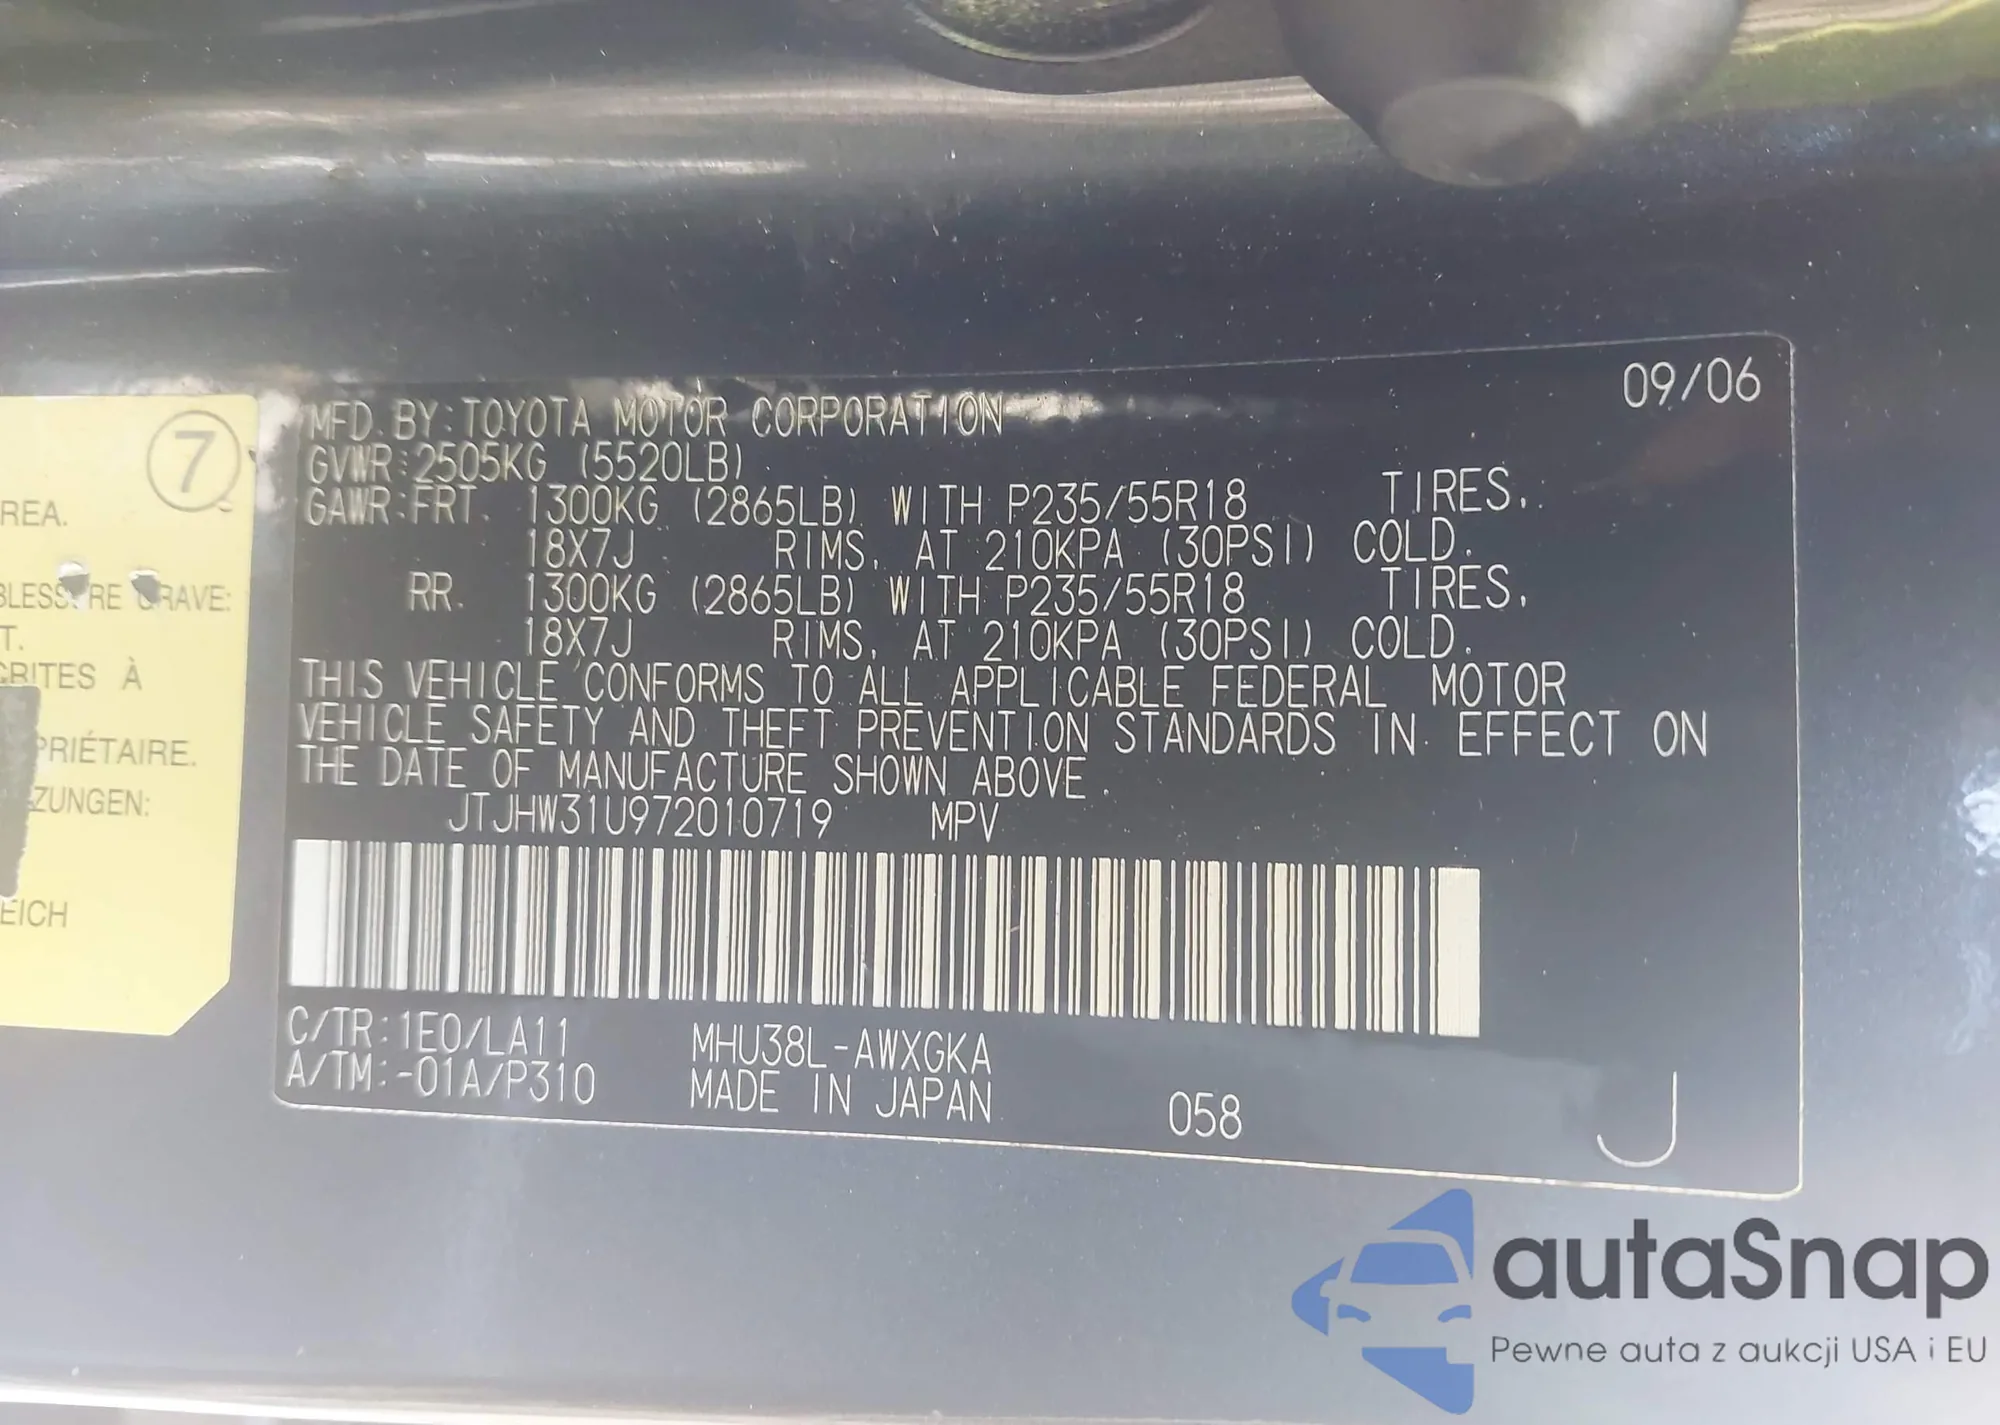 09/06
MFD. BY: TOYOTA MOTOR CORPORATION
GVWR: 2505KG (5520LB)
GAWR: FRT. 1300KG (2865LB) WITH P235/55R18 TIRES,
18X7J RIMS, AT 210KPA (30PSI) COLD.
RR. 1300KG (2865LB) WITH P235/55R18 TIRES,
18X7J RIMS, AT 210KPA (30PSI) COLD.
THIS VEHICLE CONFORMS TO ALL APPLICABLE FEDERAL MOTOR
VEHICLE SAFETY AND THEFT PREVENTION STANDARDS IN EFFECT ON
THE DATE OF MANUFACTURE SHOWN ABOVE.
JTJHW31U972010719 MPV
C/TR: 1E0/LA11 MHU38L-AWXGKA
A/TM: -01A/P310 MADE IN JAPAN 058 J
7
REA.
BLESSURE GRAVE:
T.
CRITES À
PRIÉTAIRE.
ZUNGEN:
EICH
autaSnap
Pewne auta z aukcji USA i EU